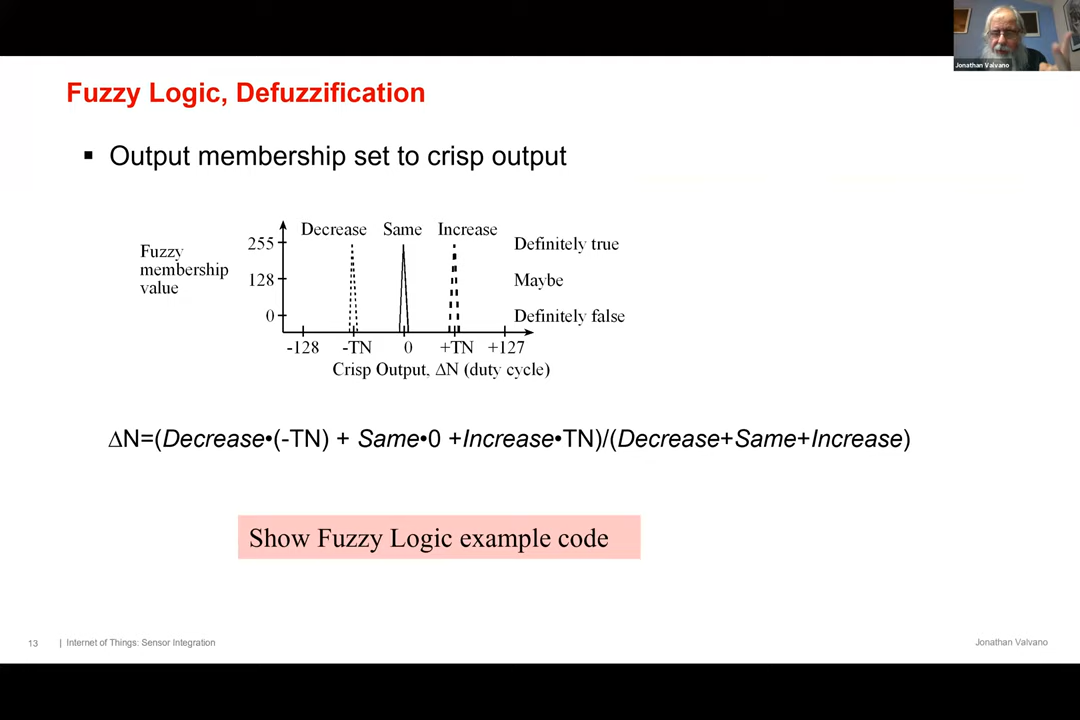 Jonathan Valvano
Fuzzy Logic, Defuzzification
▪ Output membership set to crisp output
Decrease Same Increase
255
Definitely true
Fuzzy
membership
value
128
Maybe
0
Definitely false
-128 -TN 0 +TN +127
Crisp Output, ΔN (duty cycle)
ΔN=(Decrease•(-TN) + Same•0 +Increase•TN)/(Decrease+Same+Increase)
Show Fuzzy Logic example code
13 | Internet of Things: Sensor Integration
Jonathan Valvano